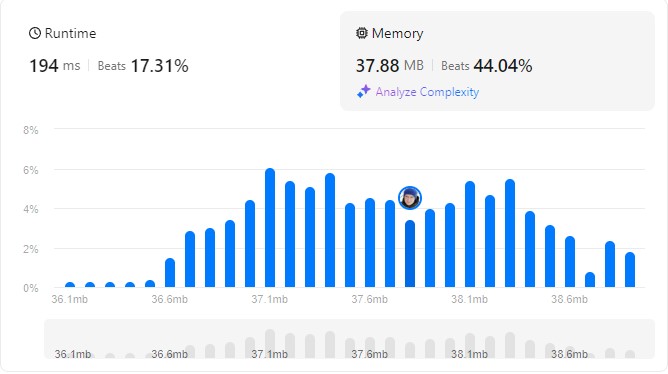 Runtime
194 ms | Beats 17.31%
Memory
37.88 MB | Beats 44.04%
Analyze Complexity
8%
6%
4%
2%
0%
36.1mb 36.6mb 37.1mb 37.6mb 38.1mb 38.6mb
36.1mb 36.6mb 37.1mb 37.6mb 38.1mb 38.6mb